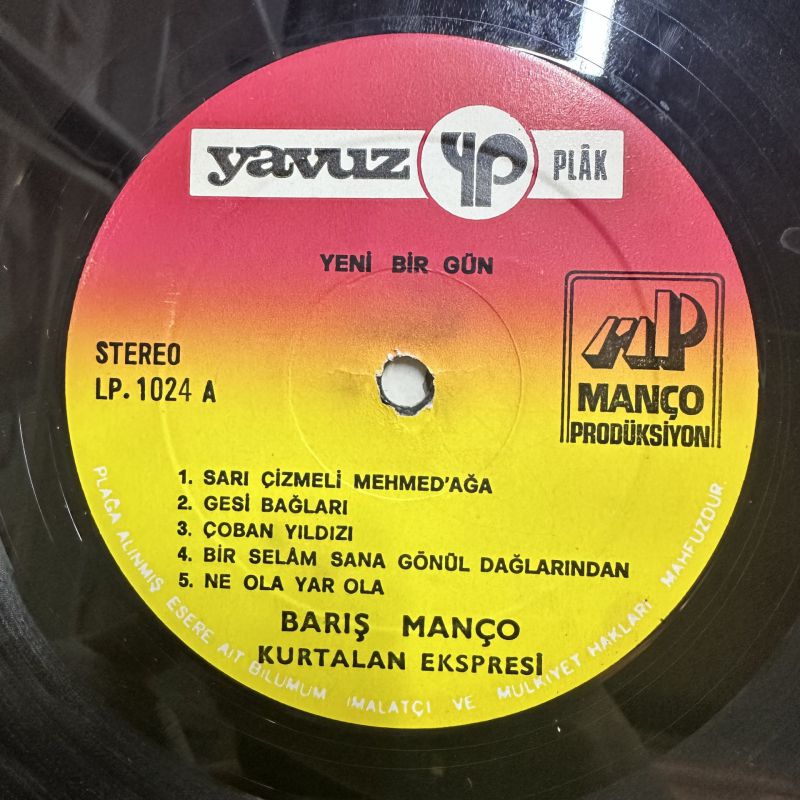 yavuz YP PLÂK
YENİ BİR GÜN
STEREO
LP. 1024 A
MP
MANÇO
PRODÜKSİYON
1. SARI ÇİZMELİ MEHMED'AĞA
2. GESİ BAĞLARI
3. ÇOBAN YILDIZI
4. BİR SELÂM SANA GÖNÜL DAĞLARINDAN
5. NE OLA YAR OLA
BARIŞ MANÇO
KURTALAN EKSPRESİ
PLAĞA ALINMIŞ ESERE AİT BİLUMUM İMALATÇI VE MÜLKİYET HAKLARI MAHFUZDUR.